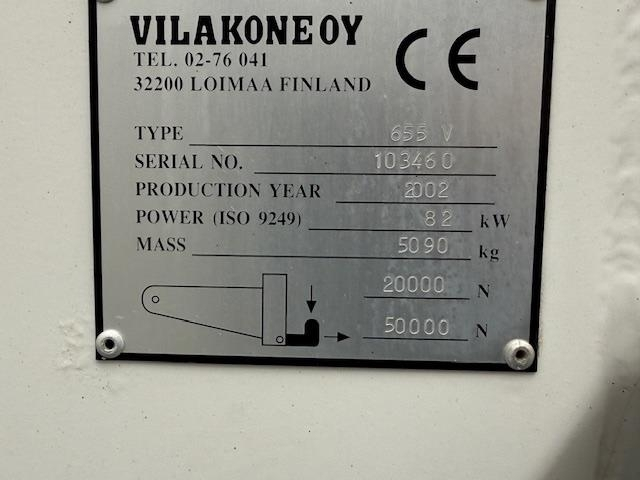 VILAKONE OY
TEL. 02-76 041
32200 LOIMAA FINLAND
CE
TYPE 655 V
SERIAL NO. 103460
PRODUCTION YEAR 2002
POWER (ISO 9249) 82 kW
MASS 5090 kg
20000 N
50000 N